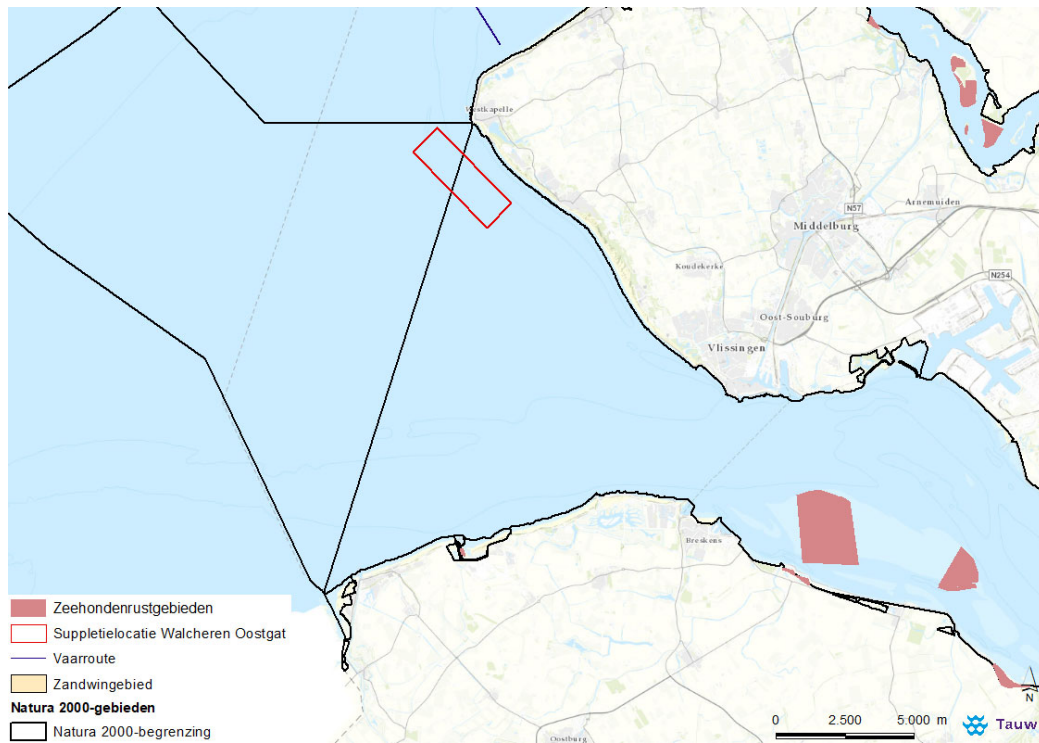 Westkapelle
N57
Arnemuiden
Middelburg
Koudekerke
N254
Oost-Souburg
Vlissingen
Breskens
Zeehondenrustgebieden
Suppletielocatie Walcheren Oostgat
Vaarroute
Zandwingebied
Natura 2000-gebieden
Natura 2000-begrenzing
Oostburg
0 2.500 5.000 m
N
Tauw